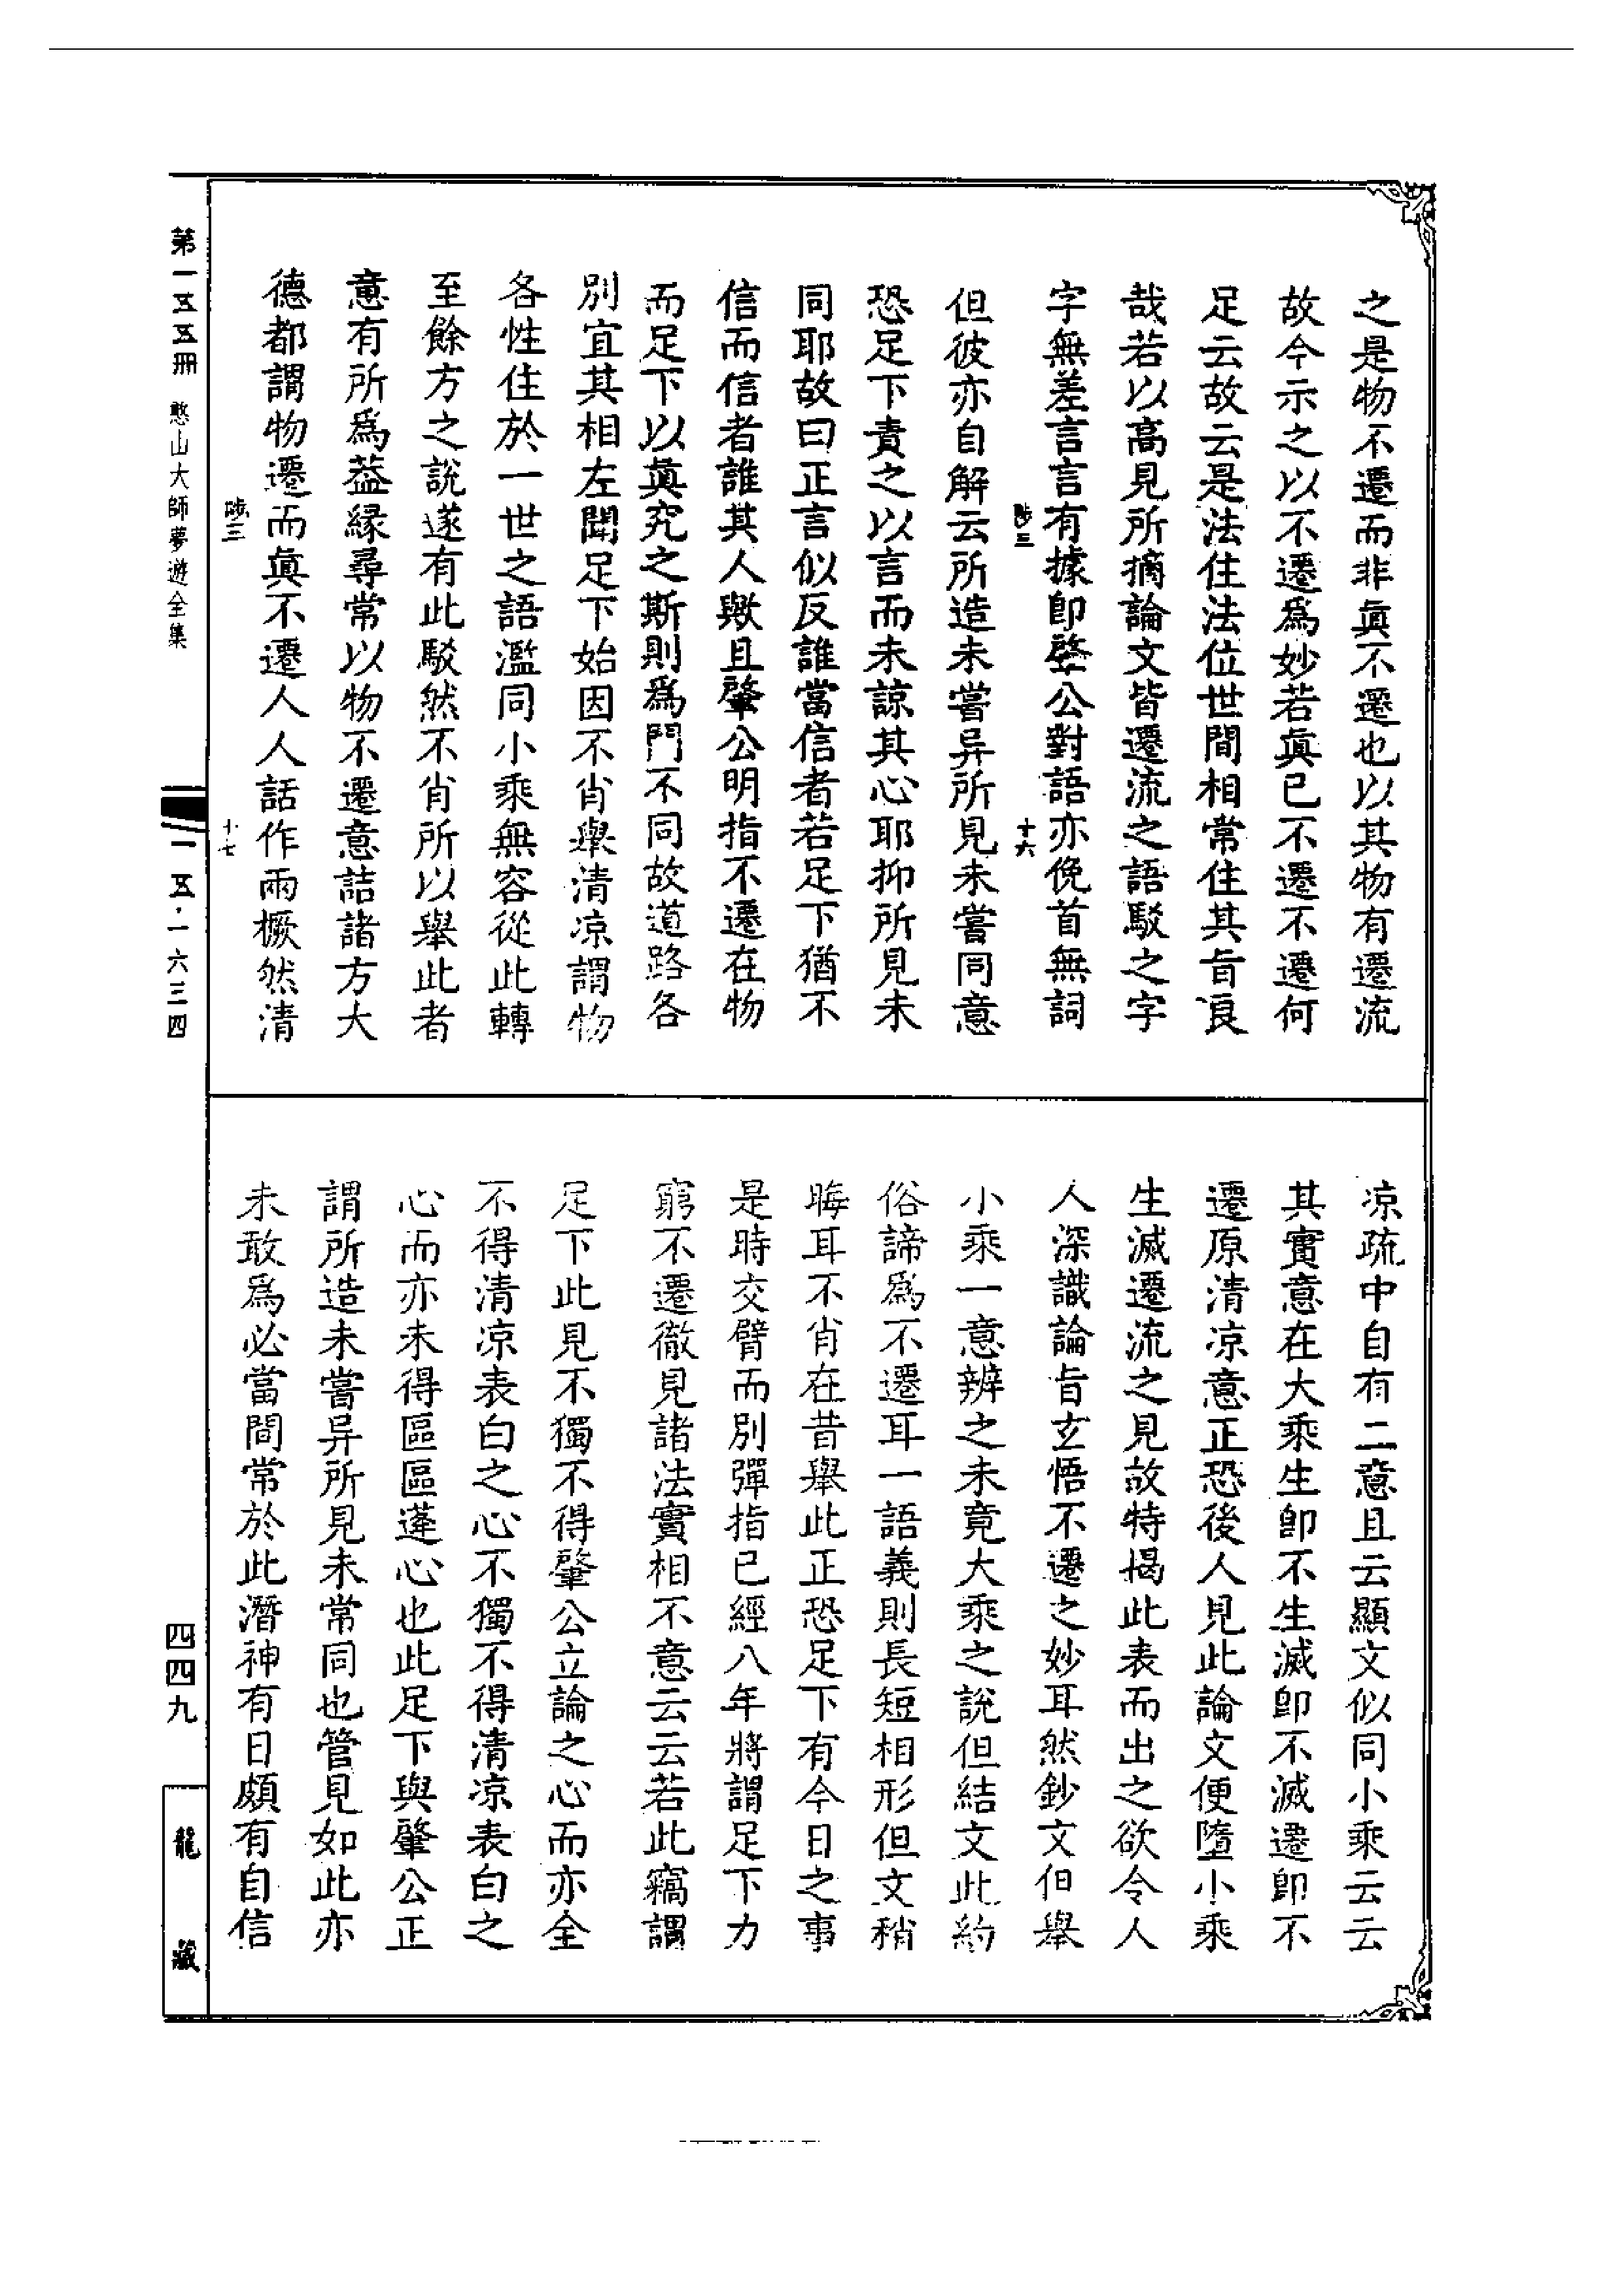 之是物不遷而非眞不遷也以其物有遷流
故今示之以不遷爲妙若眞已不遷不遷何
足云故云是法住法位世間相常住其旨良
哉若以高見所摘論文皆遷流之語駁之字
字無差言言有據卽肇公對語亦俛首無詞
十六
但彼亦自解云所造未嘗异所見未嘗同意
恐足下責之以言而未諒其心耶抑所見未
同耶故曰正言似反誰當信者若足下猶不
信而信者誰其人歟且肇公明指不遷在物
而足下以眞究之斯則爲門不同故道路各
別宜其相左聞足下始因不肖舉清凉謂物
各性住於一世之語濫同小乘無容從此轉
至餘方之說遂有此駁然不肖所以舉此者
意有所爲葢緣尋常以物不遷意詰諸方大
德都謂物遷而眞不遷人人話作兩橛然清
十七
凉疏中自有二意且云顯文似同小乘云云
其實意在大乘生卽不生滅卽不滅遷卽不
遷原清凉意正恐後人見此論文便墮小乘
生滅遷流之見故特揭此表而出之欲令人
人深識論旨玄悟不遷之妙耳然鈔文但舉
小乘一意辨之未竟大乘之說但結文此約
俗諦爲不遷耳一語義則長短相形但文稍
晦耳不肖在昔舉此正恐足下有今日之事
是時交臂而別彈指已經八年將謂足下力
窮不遷徹見諸法實相不意云云若此竊謂
足下此見不獨不得肇公立論之心而亦全
不得清凉表白之心不獨不得清凉表白之
心而亦未得區區蓬心也此足下與肇公正
謂所造未嘗异所見未常同也管見如此亦
未敢爲必當間常於此潛神有日頗有自信
第一五五册 憨山大師夢遊全集
一五·一六三四
四四九
龍藏